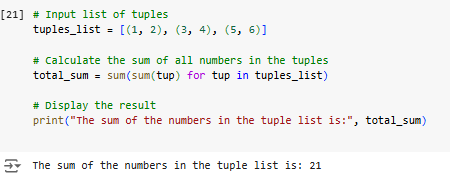 [21] # Input list of tuples
tuples_list = [(1, 2), (3, 4), (5, 6)]
# Calculate the sum of all numbers in the tuples
total_sum = sum(sum(tup) for tup in tuples_list)
# Display the result
print("The sum of the numbers in the tuple list is:", total_sum)
The sum of the numbers in the tuple list is: 21